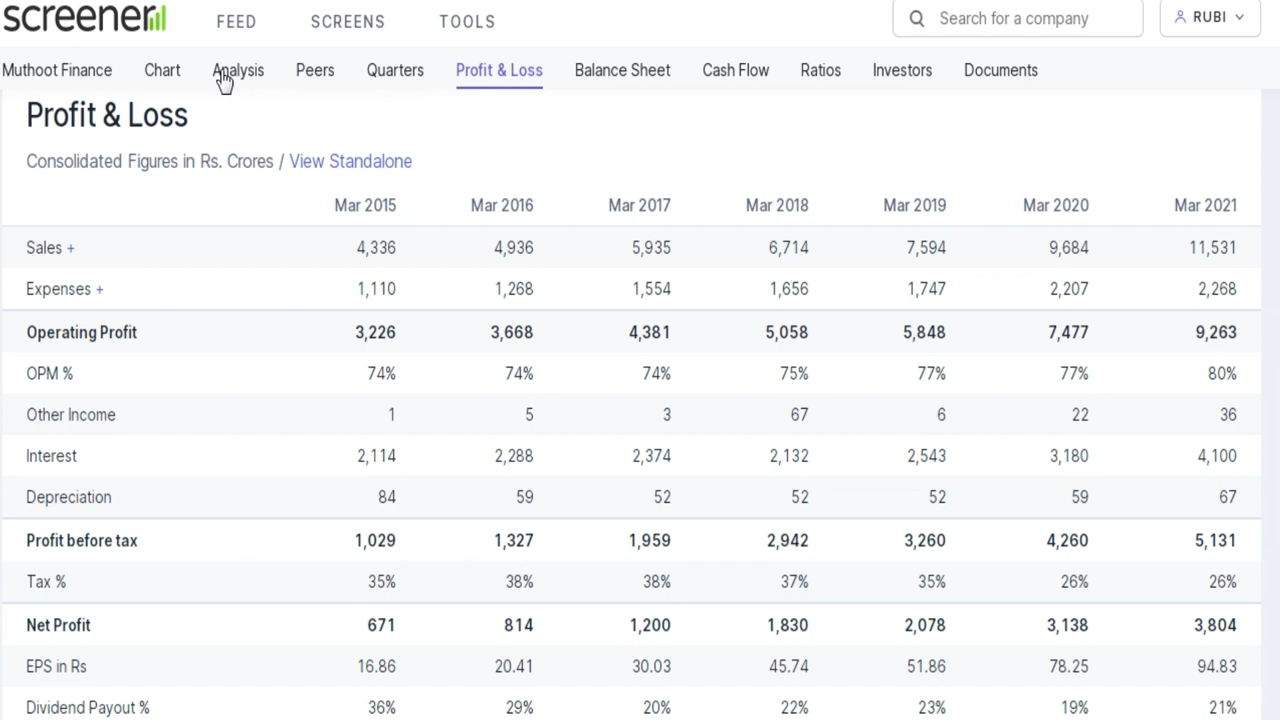 screener FEED SCREENS TOOLS Search for a company RUBI
Muthoot Finance Chart Analysis Peers Quarters Profit & Loss Balance Sheet Cash Flow Ratios Investors Documents
Profit & Loss
Consolidated Figures in Rs. Crores / View Standalone
Mar 2015 Mar 2016 Mar 2017 Mar 2018 Mar 2019 Mar 2020 Mar 2021
Sales + 4,336 4,936 5,935 6,714 7,594 9,684 11,531
Expenses + 1,110 1,268 1,554 1,656 1,747 2,207 2,268
Operating Profit 3,226 3,668 4,381 5,058 5,848 7,477 9,263
OPM % 74% 74% 74% 75% 77% 77% 80%
Other Income 1 5 3 67 6 22 36
Interest 2,114 2,288 2,374 2,132 2,543 3,180 4,100
Depreciation 84 59 52 52 52 59 67
Profit before tax 1,029 1,327 1,959 2,942 3,260 4,260 5,131
Tax % 35% 38% 38% 37% 35% 26% 26%
Net Profit 671 814 1,200 1,830 2,078 3,138 3,804
EPS in Rs 16.86 20.41 30.03 45.74 51.86 78.25 94.83
Dividend Payout % 36% 29% 20% 22% 23% 19% 21%